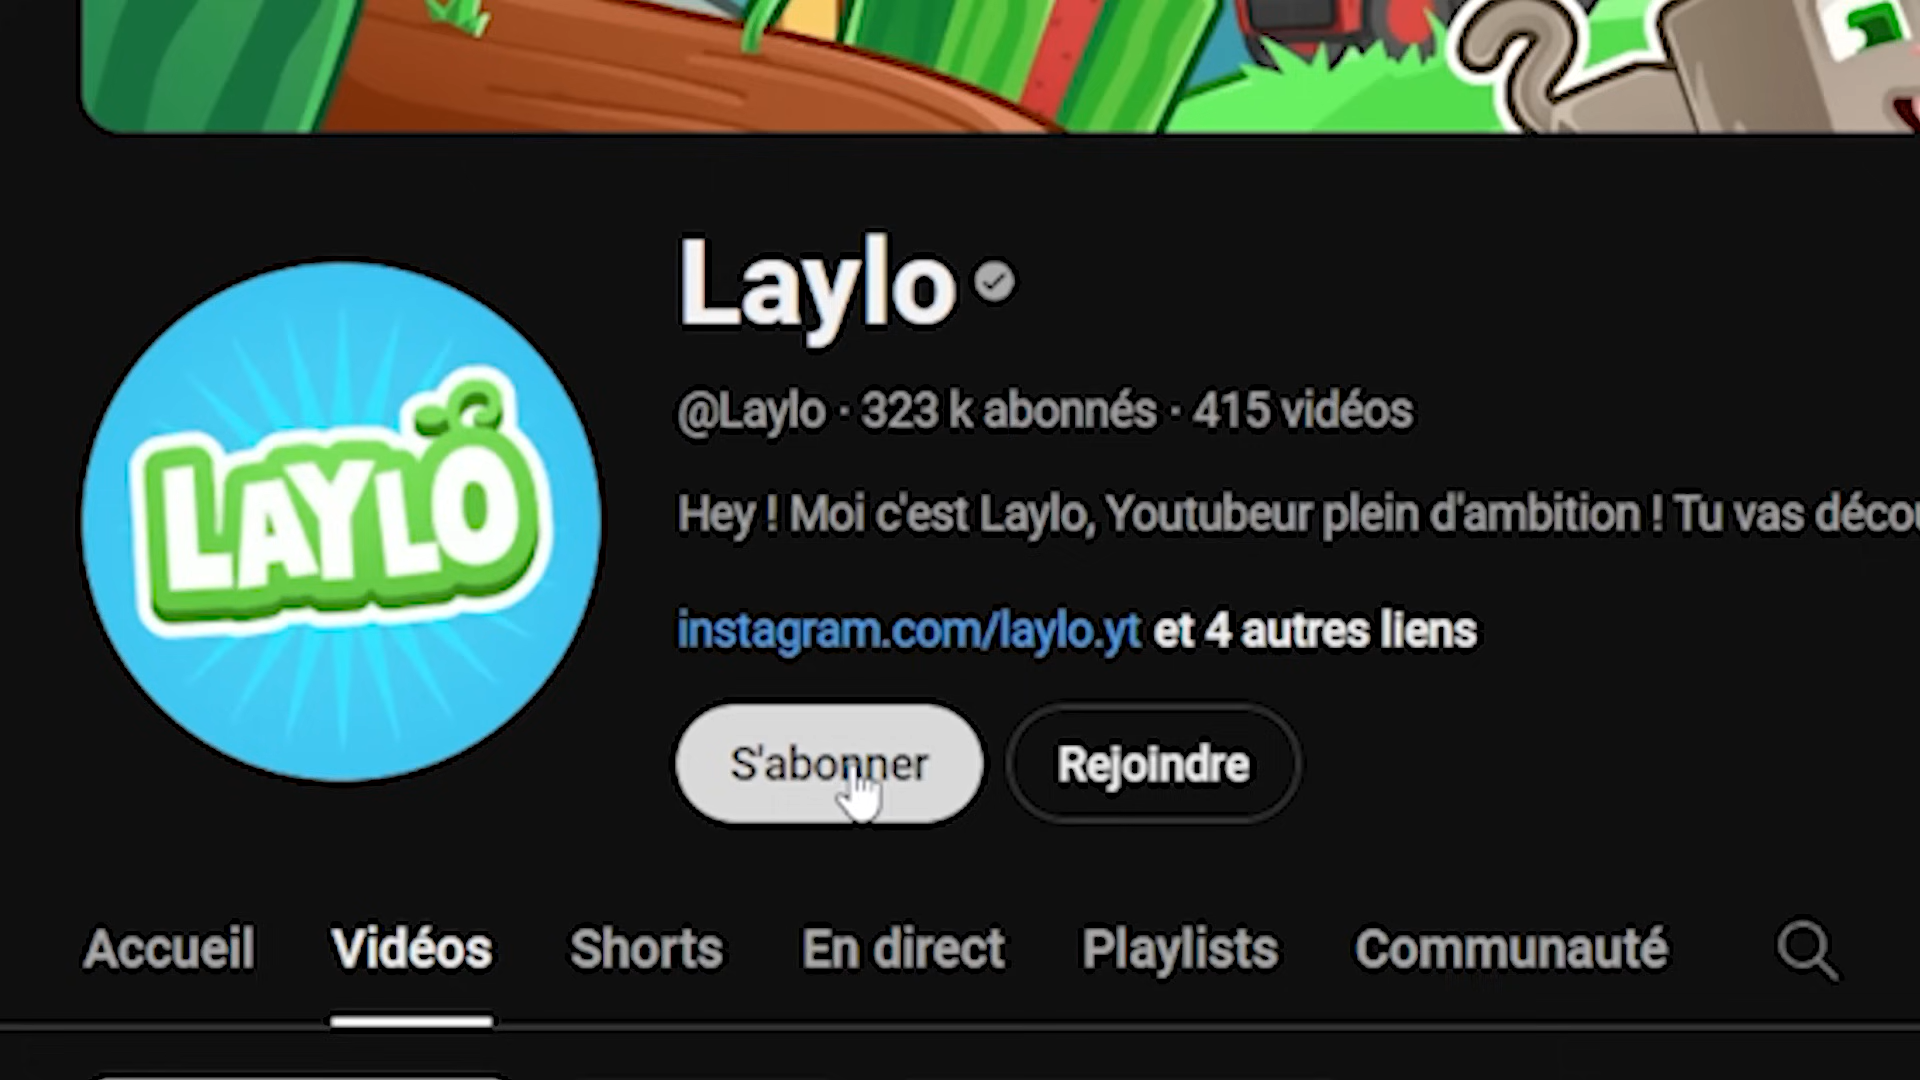 LAYLO
Laylo
@Laylo · 323 k abonnés · 415 vidéos
Hey ! Moi c'est Laylo, Youtubeur plein d'ambition ! Tu vas
instagram.com/laylo.yt et 4 autres liens
S'abonner Rejoindre
Accueil Vidéos Shorts En direct Playlists Communauté